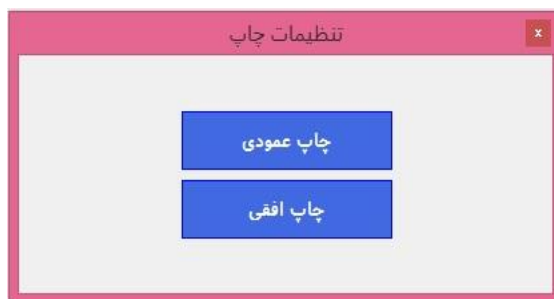 تنظیمات چاپ
x
چاپ عمودی
چاپ افقی